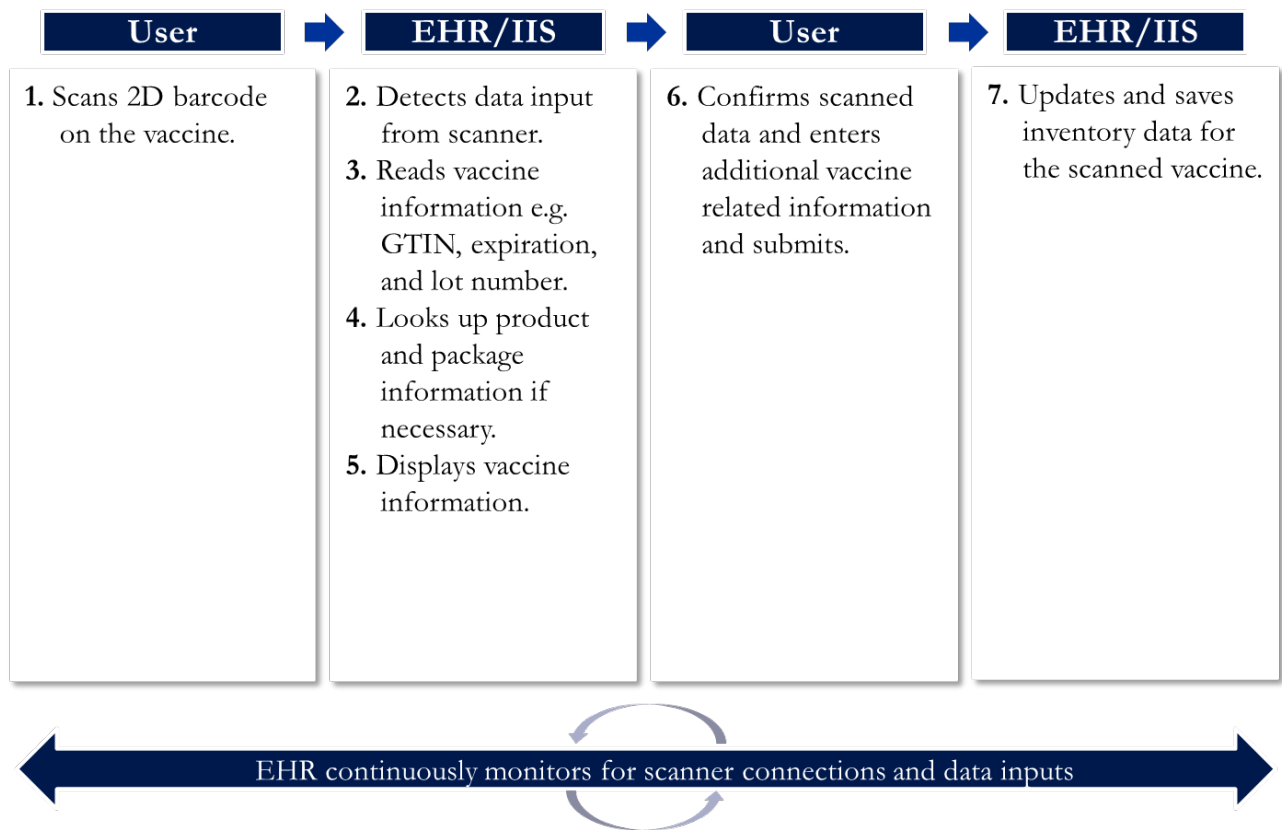 User
EHR/IIS
User
EHR/IIS
1. Scans 2D barcode
on the vaccine.
2. Detects data input
from scanner.
3. Reads vaccine
information e.g.
GTIN, expiration,
and lot number.
4. Looks up product
and package
information if
necessary.
5. Displays vaccine
information.
6. Confirms scanned
data and enters
additional vaccine
related information
and submits.
7. Updates and saves
inventory data for
the scanned vaccine.
EHR continuously monitors for scanner connections and data inputs